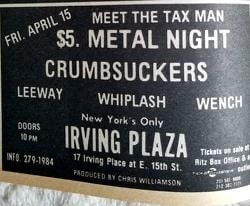 FRI. APRIL 15
MEET THE TAX MAN
$5. METAL NIGHT
CRUMBSUCKERS
LEEWAY WHIPLASH WENCH
New York's Only
DOORS
10 PM
IRVING PLAZA
INFO. 279-1984
17 Irving Place at E. 15th St.
PRODUCED BY CHRIS WILLIAMSON
Tickets on sale at
Ritz Box Office &